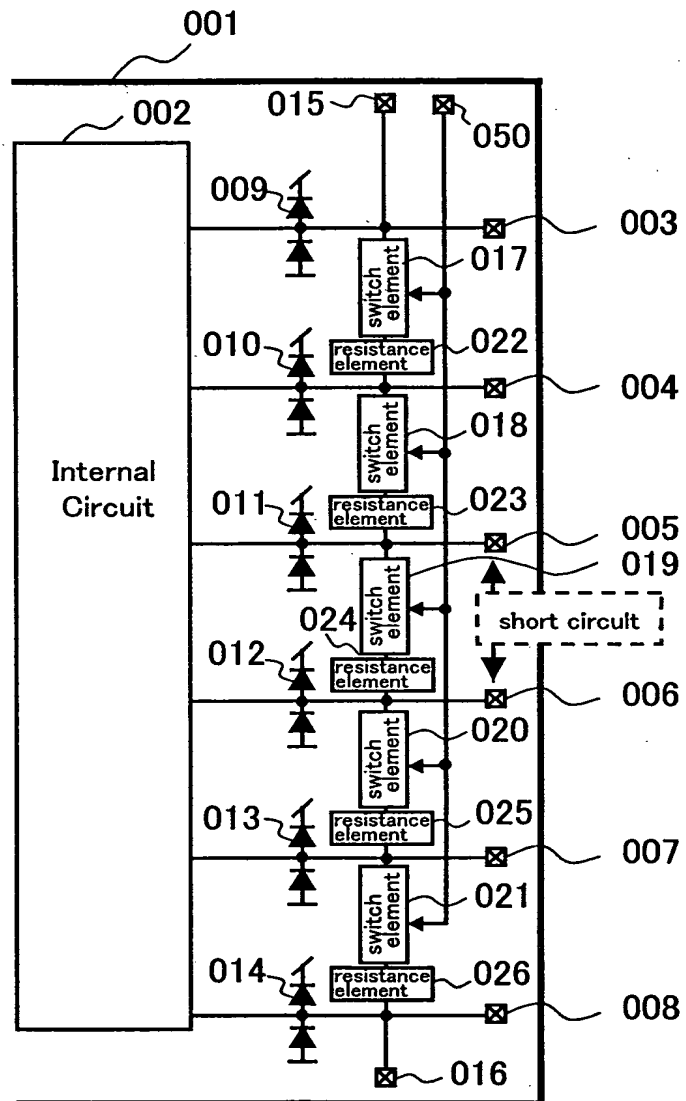 001
015
002
050
009
003
switch element
017
resistance element
022
010
004
switch element
018
Internal Circuit
011
resistance element
023
005
switch element
019
short circuit
024
012
resistance element
006
switch element
020
013
resistance element
025
007
switch element
021
014
resistance element
026
008
016